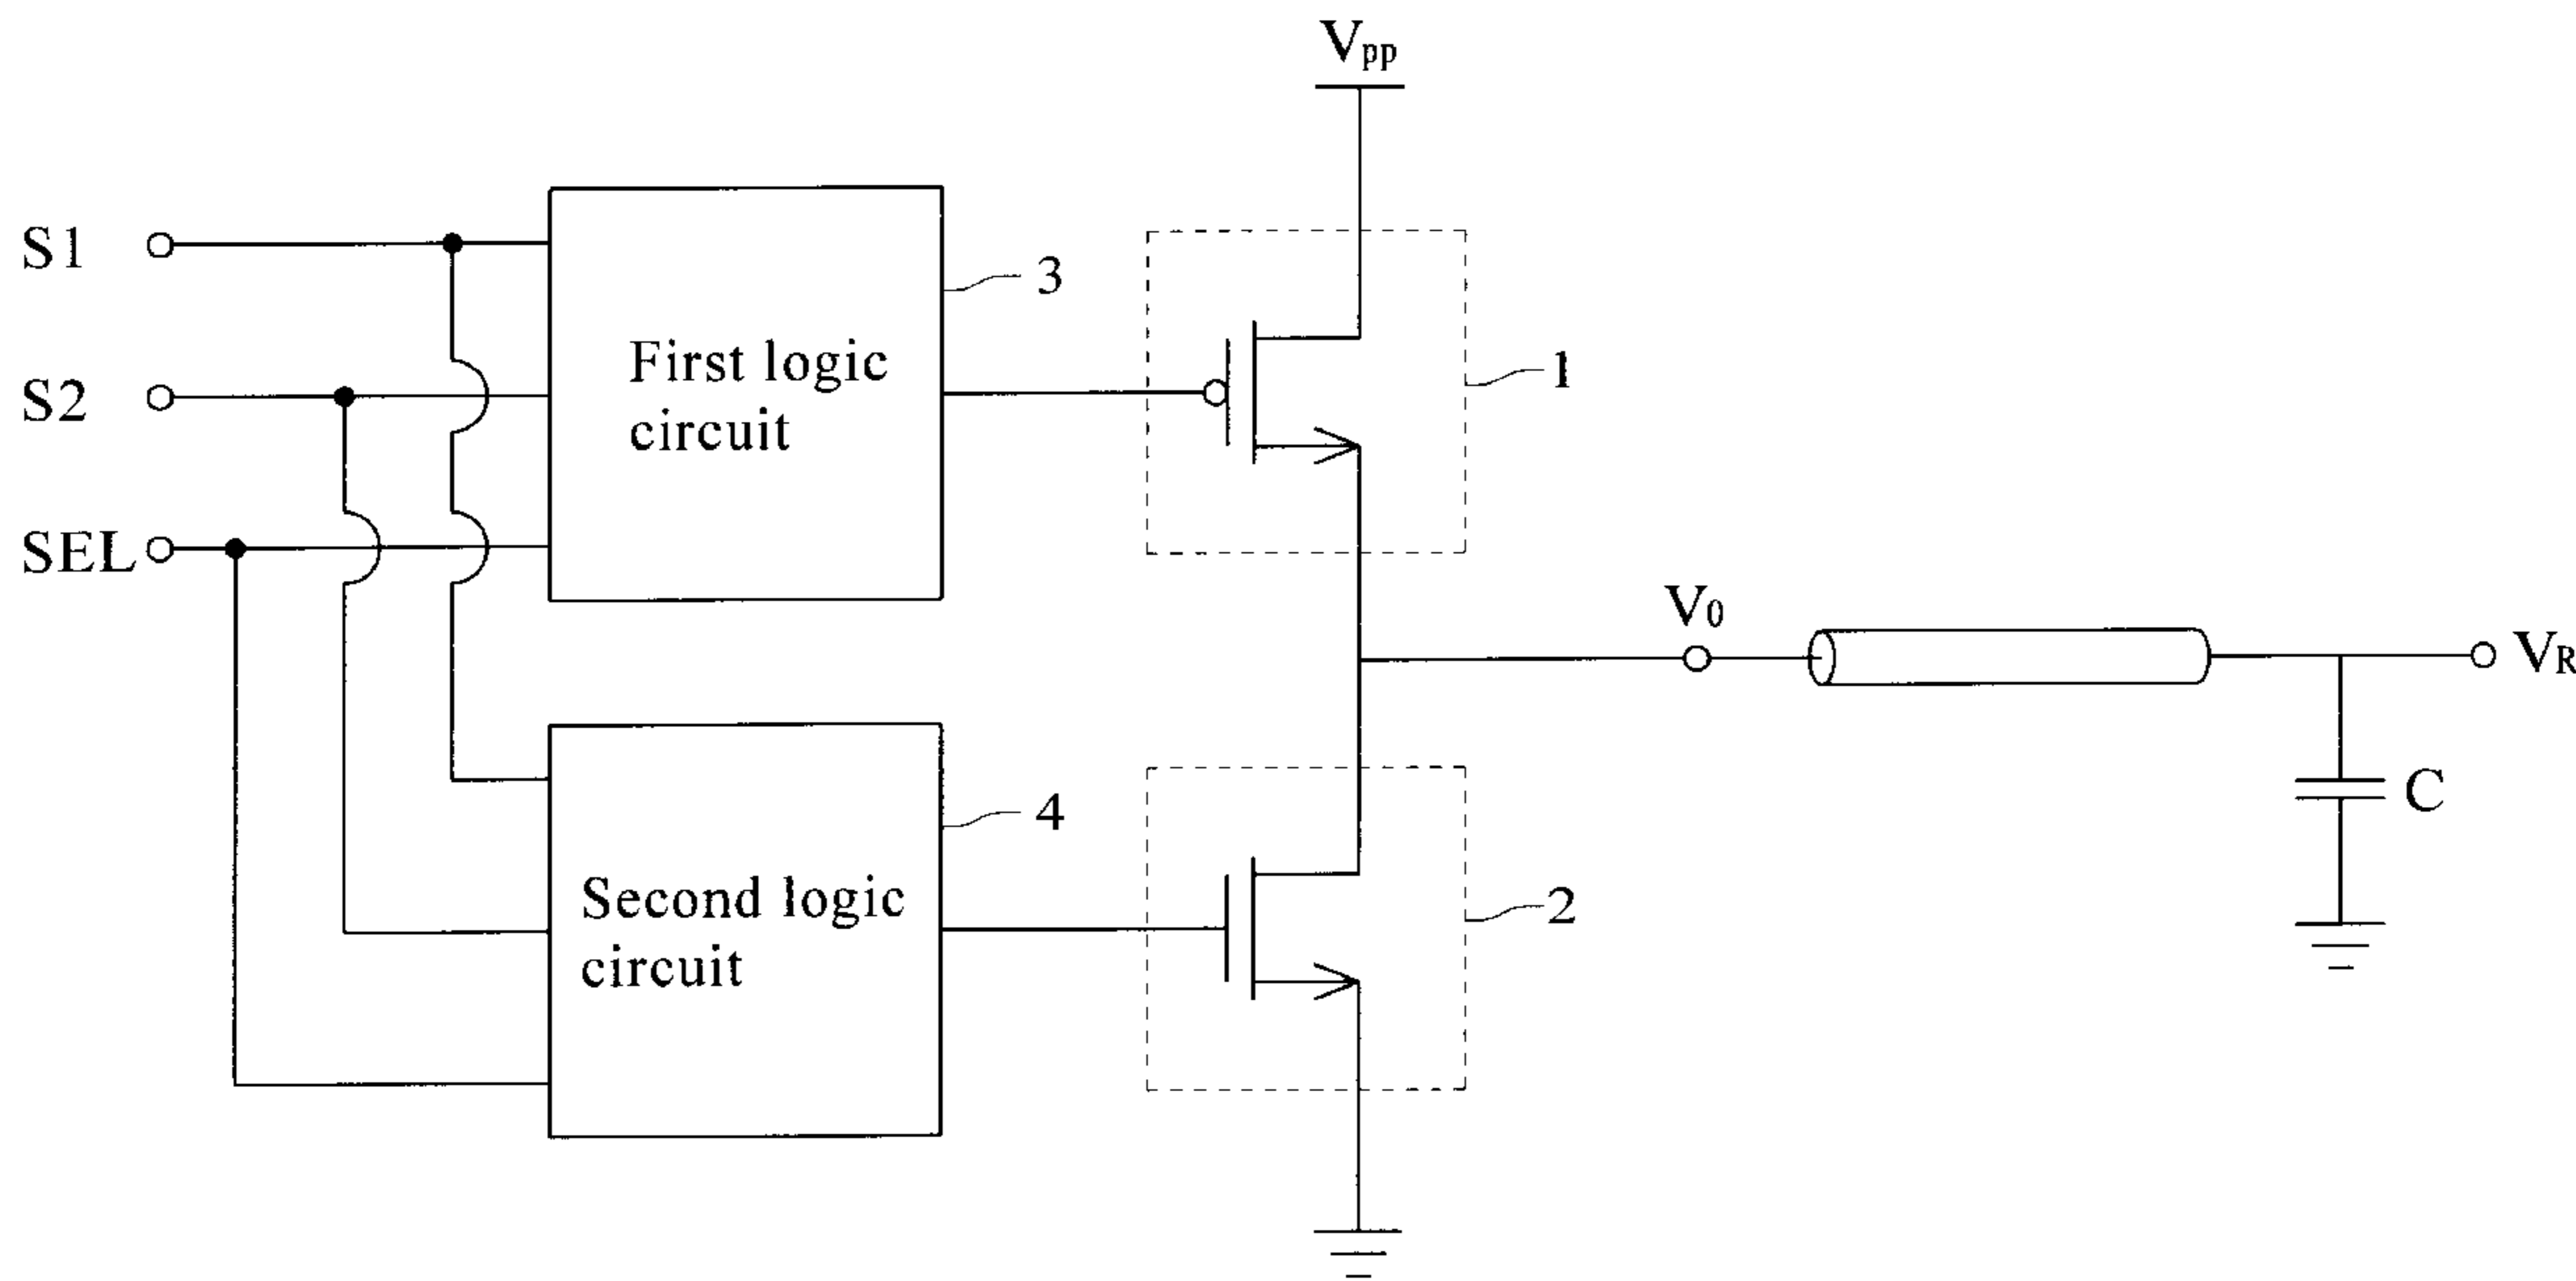 Vpp
S1
3
First logic
circuit
1
S2
SEL
V0
VR
4
C
Second logic
circuit
2